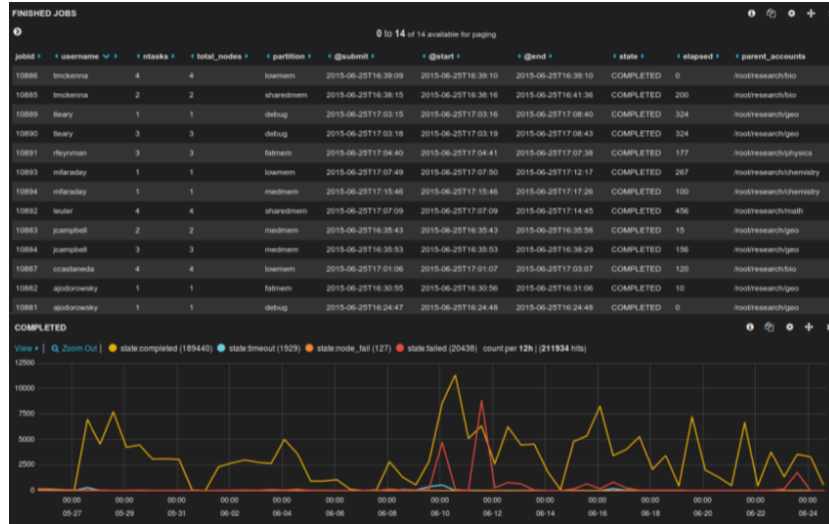 FINISHED JOBS
0 to 14 of 14 available for paging
jobid username ntasks total_nodes partition @submit @start @end state elapsed parent_accounts
10886 tmckenna 4 4 lowmem 2015-06-25T16:39:09 2015-06-25T16:39:10 2015-06-25T16:39:10 COMPLETED 0 /root/research/bio
10885 tmckenna 2 2 sharedmem 2015-06-25T16:38:15 2015-06-25T16:38:16 2015-06-25T16:41:36 COMPLETED 200 /root/research/bio
10889 tleary 1 1 debug 2015-06-25T17:03:15 2015-06-25T17:03:16 2015-06-25T17:08:40 COMPLETED 324 /root/research/geo
10890 tleary 3 3 debug 2015-06-25T17:03:18 2015-06-25T17:03:19 2015-06-25T17:08:43 COMPLETED 324 /root/research/geo
10891 rfeynman 3 3 fatmem 2015-06-25T17:04:40 2015-06-25T17:04:41 2015-06-25T17:07:38 COMPLETED 177 /root/research/physics
10893 mfaraday 1 1 lowmem 2015-06-25T17:07:49 2015-06-25T17:07:50 2015-06-25T17:12:17 COMPLETED 267 /root/research/chemistry
10894 mfaraday 1 1 medmem 2015-06-25T17:15:46 2015-06-25T17:15:46 2015-06-25T17:17:26 COMPLETED 100 /root/research/chemistry
10892 leuler 4 4 sharedmem 2015-06-25T17:07:09 2015-06-25T17:07:09 2015-06-25T17:14:45 COMPLETED 456 /root/research/math
10883 jcampbell 2 2 medmem 2015-06-25T16:35:43 2015-06-25T16:35:43 2015-06-25T16:35:58 COMPLETED 15 /root/research/geo
10884 jcampbell 3 3 medmem 2015-06-25T16:35:53 2015-06-25T16:35:53 2015-06-25T16:38:29 COMPLETED 156 /root/research/geo
10887 ccastaneda 4 4 lowmem 2015-06-25T17:01:06 2015-06-25T17:01:07 2015-06-25T17:03:07 COMPLETED 120 /root/research/bio
10882 ajodorowsky 1 1 fatmem 2015-06-25T16:30:55 2015-06-25T16:30:56 2015-06-25T16:31:06 COMPLETED 10 /root/research/geo
10881 ajodorowsky 1 1 debug 2015-06-25T16:24:47 2015-06-25T16:24:48 2015-06-25T16:24:48 COMPLETED 0 /root/research/geo
COMPLETED
View | Zoom Out | state:completed (189440) state:timeout (1929) state:node_fail (127) state:failed (20438) count per 12h | (211934 hits)
12500
10000
7500
5000
2500
0
00:00 00:00 00:00 00:00 00:00 00:00 00:00 00:00 00:00 00:00 00:00 00:00 00:00 00:00 00:00
05-27 05-29 05-31 06-02 06-04 06-06 06-08 06-10 06-12 06-14 06-16 06-18 06-20 06-22 06-24